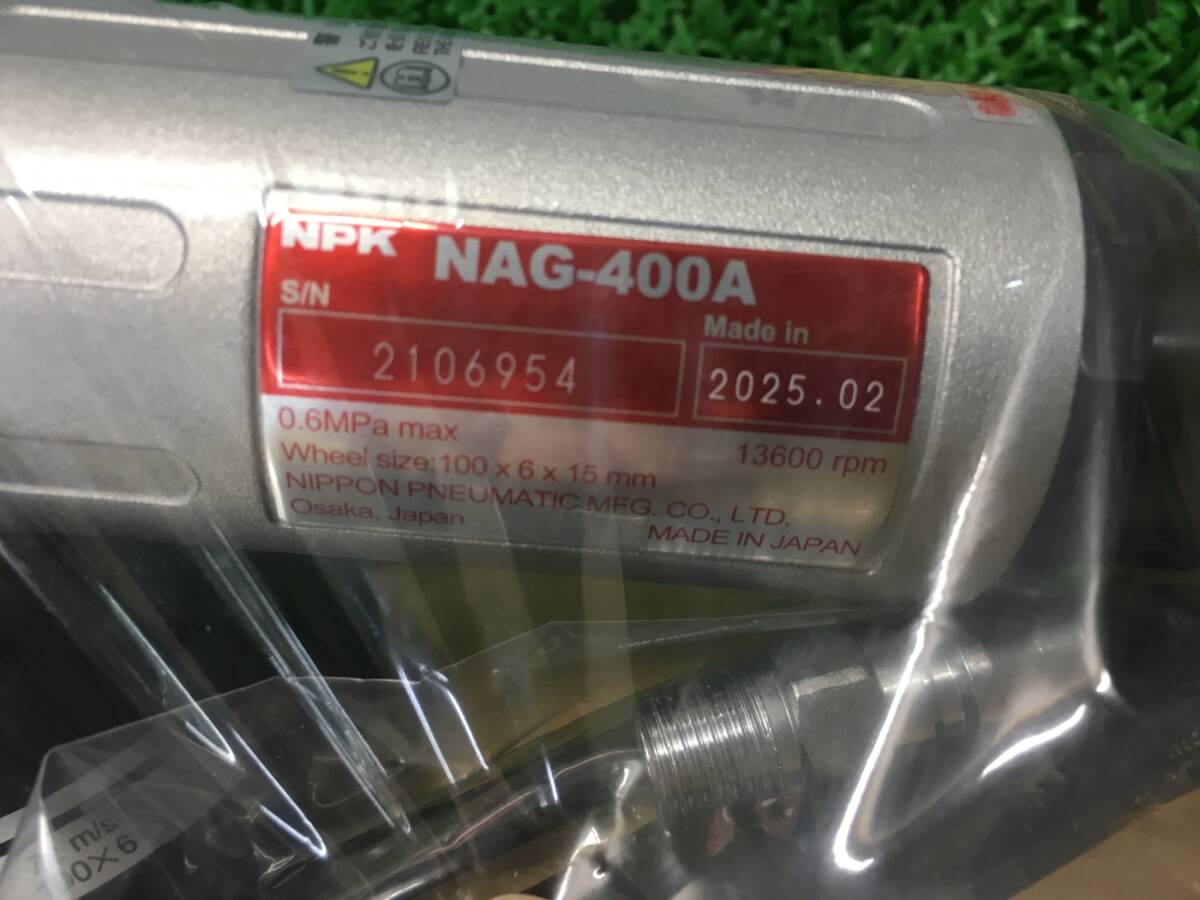 NPK NAG-400A
S/N
Made in
2106954
2025.02
0.6MPa max
13600 rpm
Wheel size:100 x 6 x 15 mm
NIPPON PNEUMATIC MFG. CO., LTD.
Osaka, Japan
MADE IN JAPAN
m/s